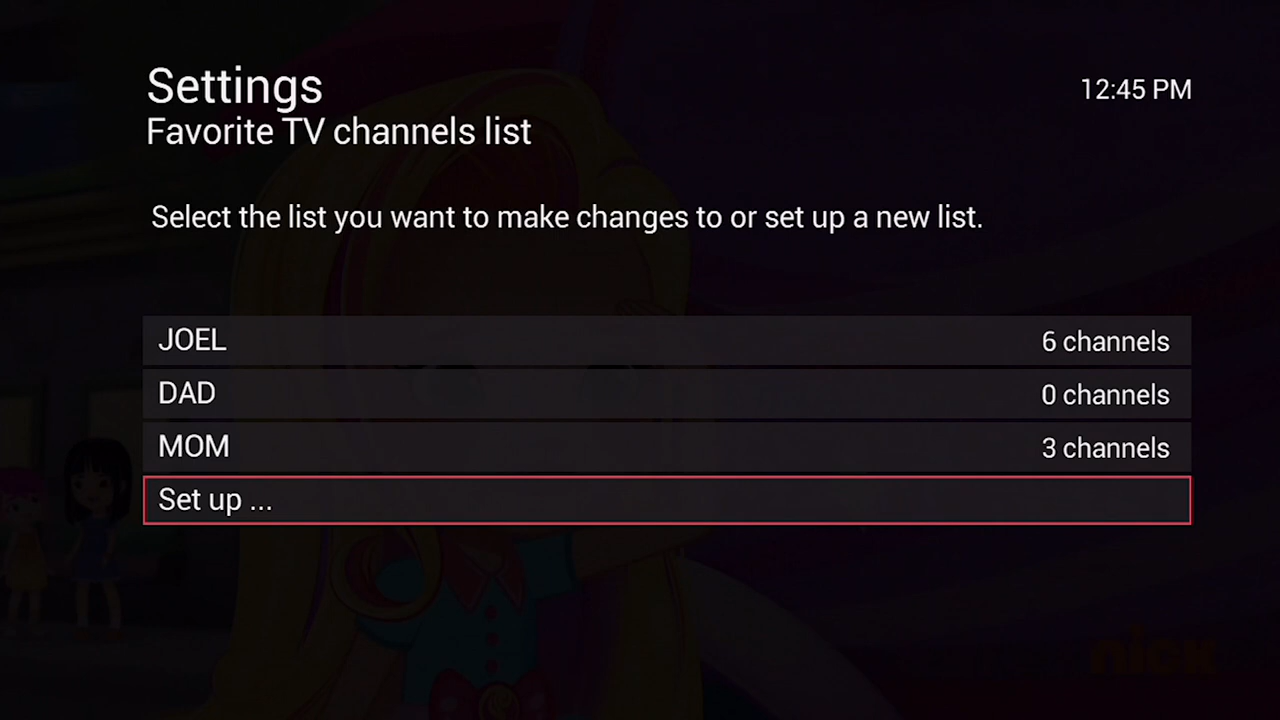 Settings
12:45 PM
Favorite TV channels list
Select the list you want to make changes to or set up a new list.
JOEL 6 channels
DAD 0 channels
MOM 3 channels
Set up ...
nick